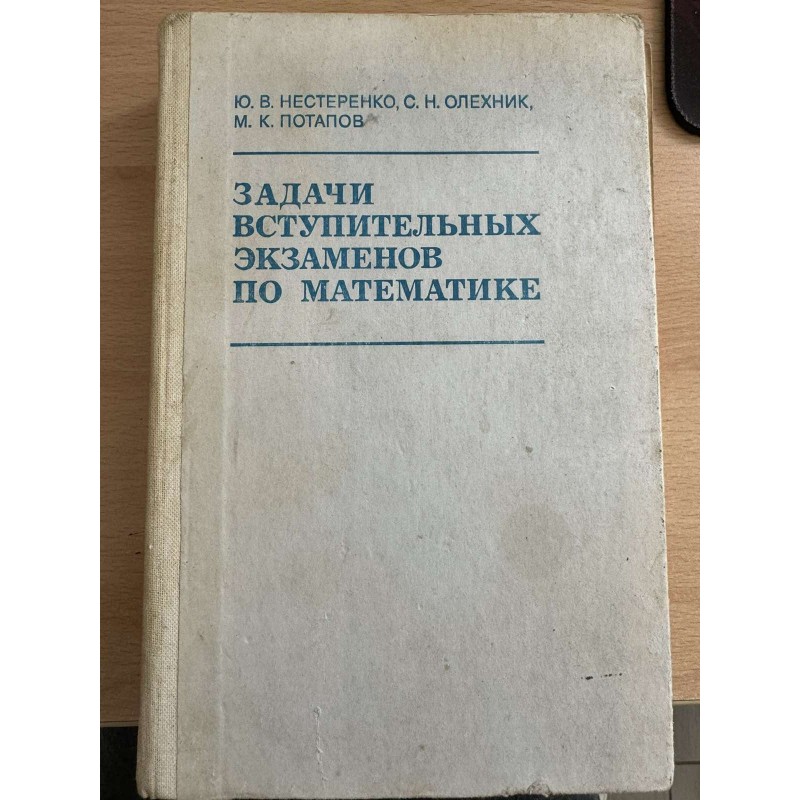 Ю. В. НЕСТЕРЕНКО, С. Н. ОЛЕХНИК,
М. К. ПОТАПОВ
ЗАДАЧИ
ВСТУПИТЕЛЬНЫХ
ЭКЗАМЕНОВ
ПО МАТЕМАТИКЕ